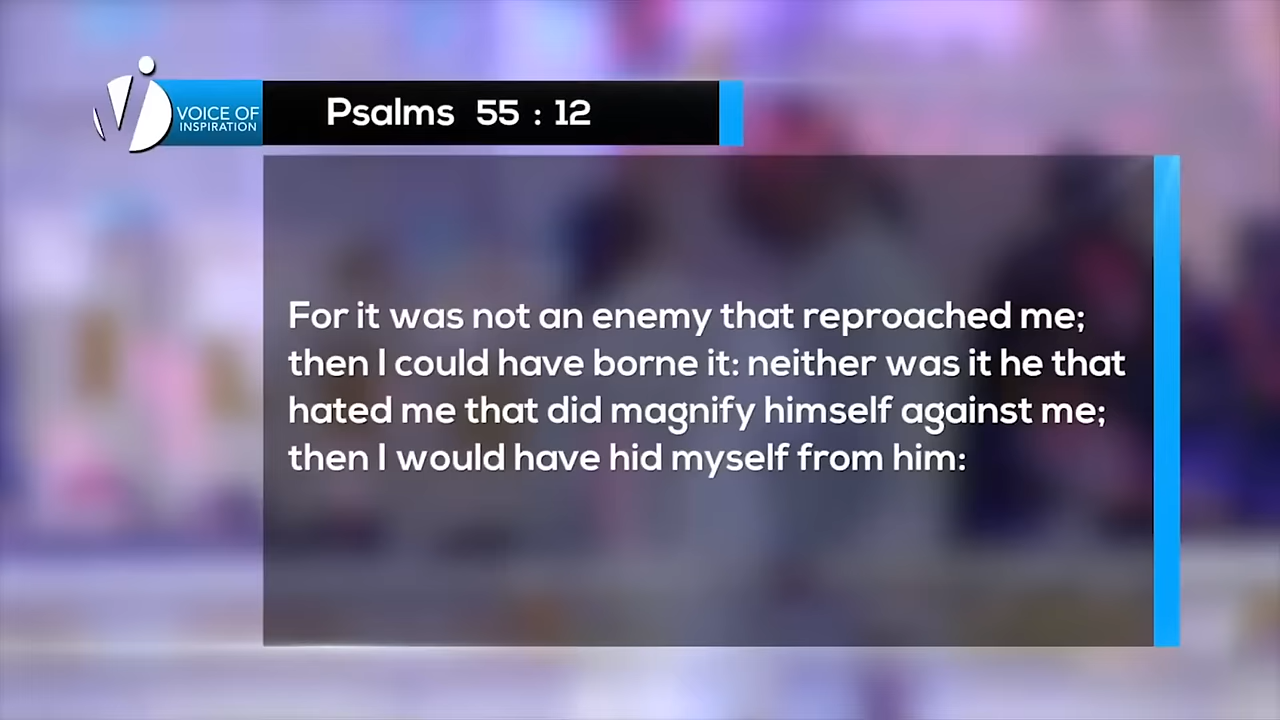 VOICE OF
INSPIRATION
Psalms 55 : 12
For it was not an enemy that reproached me;
then I could have borne it: neither was it he that
hated me that did magnify himself against me;
then I would have hid myself from him: